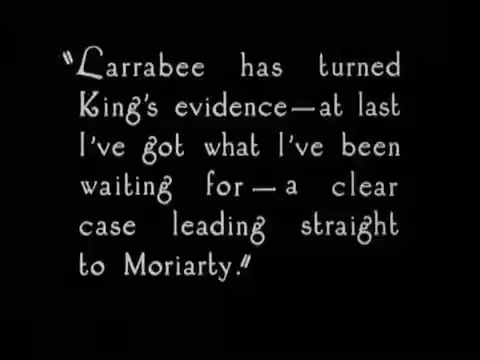 "Larrabee has turned
King's evidence—at last
I've got what I've been
waiting for—a clear
case leading straight
to Moriarty."